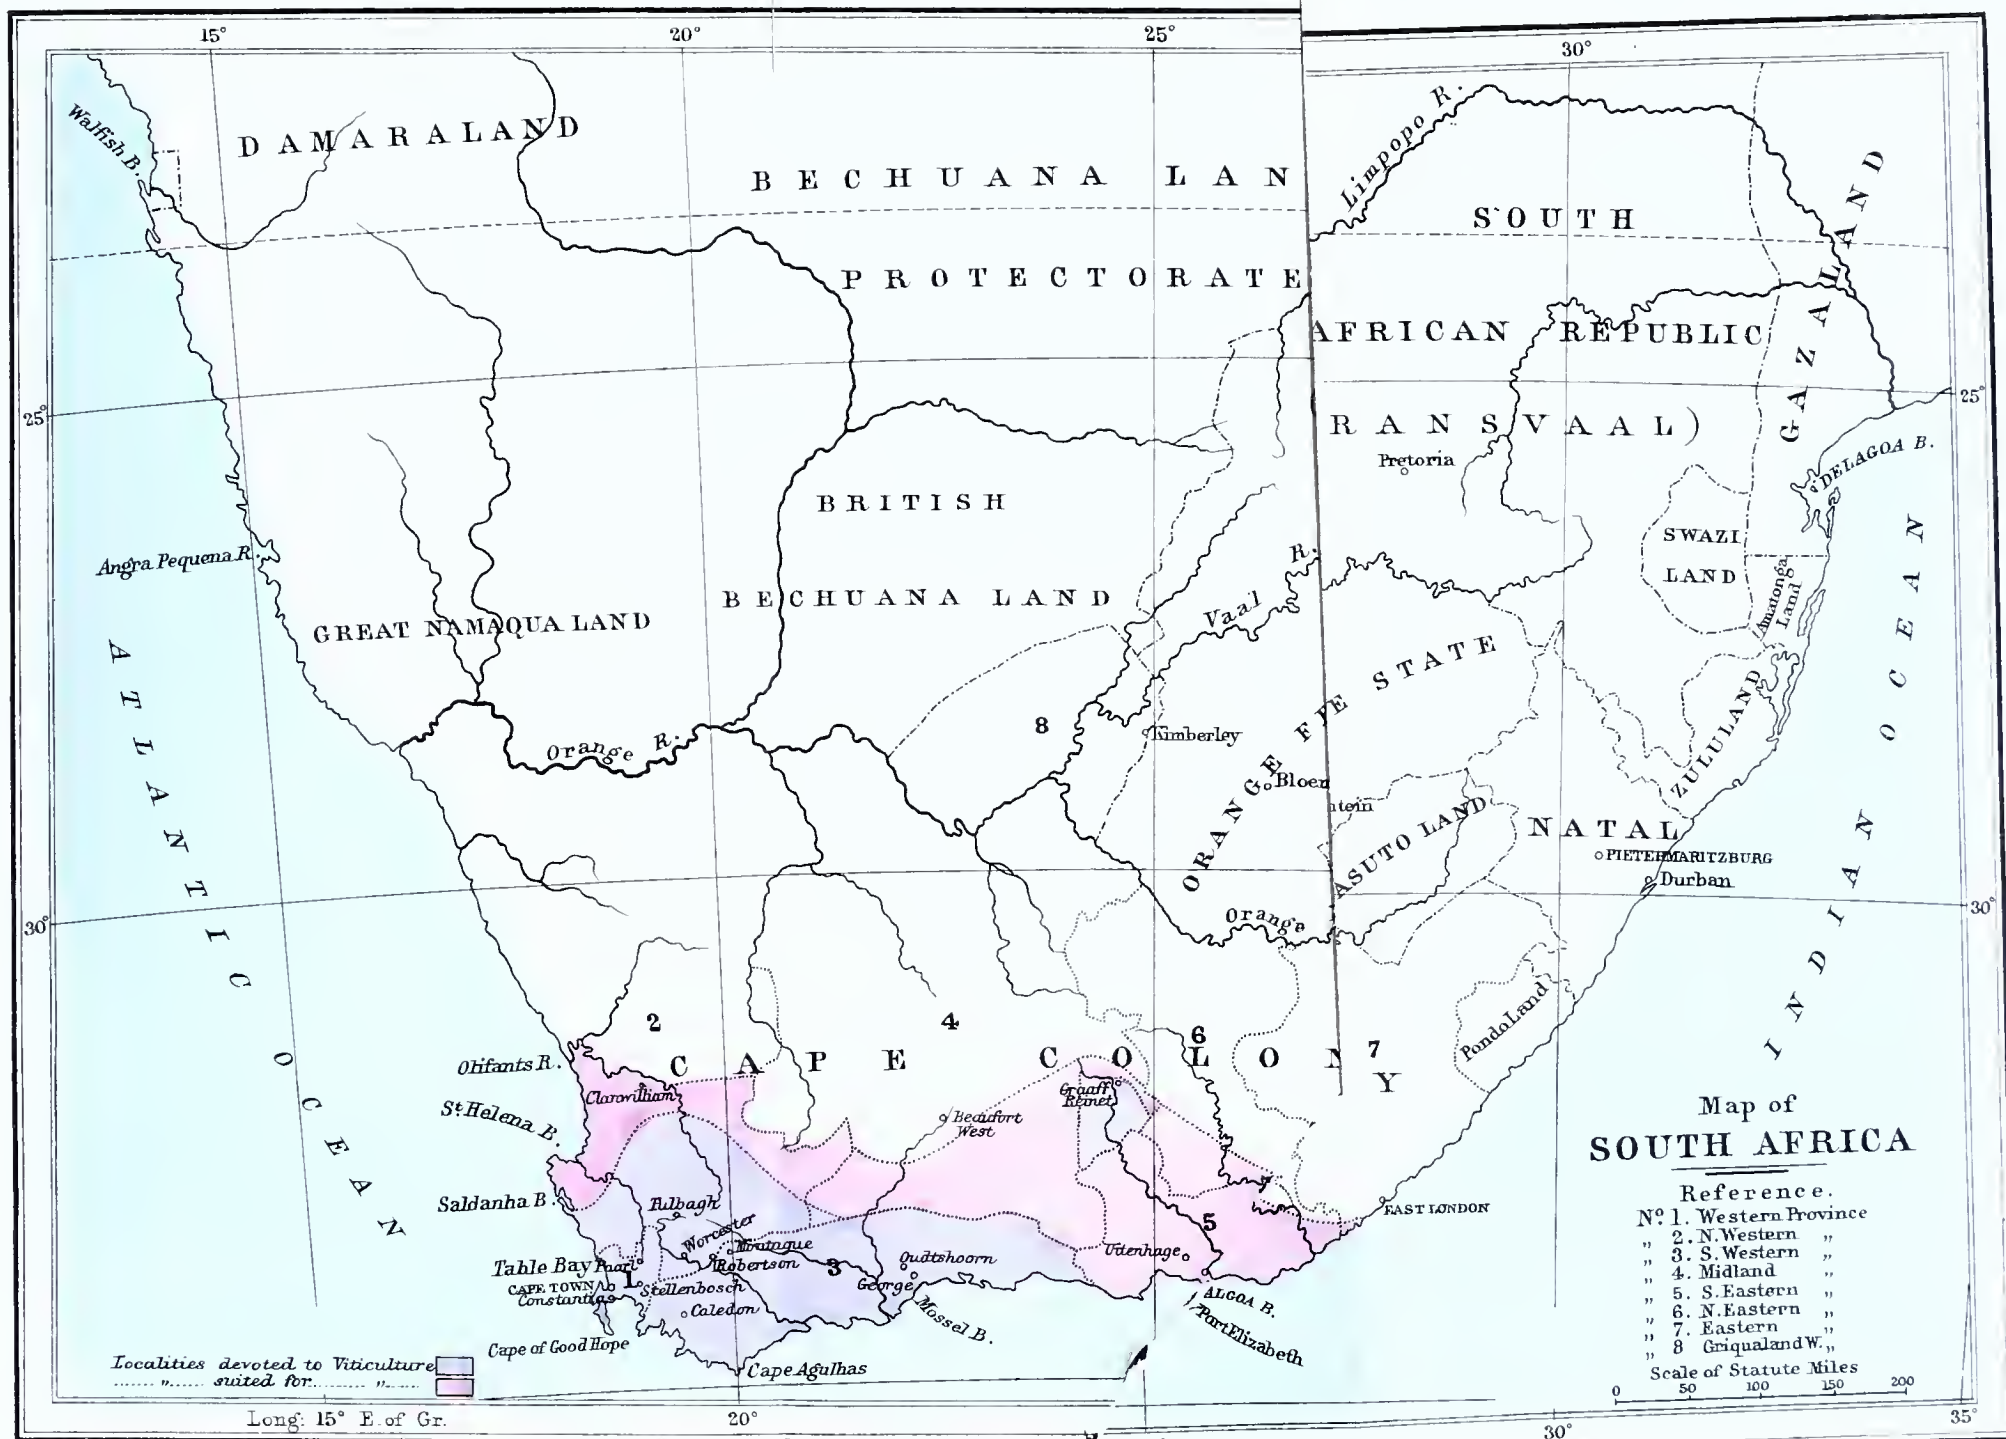 15°
20°
25°
30°
Walfish B.
DAMARALAND
BECHUANA LAN
PROTECTORATE
Limpopo R.
SOUTH
AFRICAN REPUBLIC
RANSVAAL)
Pretoria
GAZALAND
25°
25°
DELAGOA B.
BRITISH
BECHUANA LAND
SWAZI
LAND
Amatonga
Land
Angra Pequena R.
GREAT NAMAQUA LAND
Vaal R.
ORANGE
STATE
8
Kimberley
Orange R.
Bloem
ntein
ASUTO LAND
ZULULAND
NATAL
PIETERMARITZBURG
Durban
30°
30°
Orange
ATLANTIC OCEAN
INDIAN OCEAN
Pondo Land
2
4
6
7
CAPE COLONY
Olifants R.
Clanwilliam
Graaff
Reinet
St Helena B.
Beaufort
West
Saldanha B.
Tulbagh
Worcester
Montague
Robertson
EAST LONDON
5
Uitenhage
Oudtshoorn
3
George
Table Bay
Paarl
CAPE TOWN
1
Stellenbosch
Constantia
Caledon
Mossel B.
ALGOA B.
Port Elizabeth
Cape of Good Hope
Cape Agulhas
Map of
SOUTH AFRICA
Reference.
No. 1. Western Province
„ 2. N. Western „
„ 3. S. Western „
„ 4. Midland „
„ 5. S. Eastern „
„ 6. N. Eastern „
„ 7. Eastern „
„ 8 Griqualand W. „
Scale of Statute Miles
0 50 100 150 200
Localities devoted to Viticulture
„ suited for „
Long: 15° E. of Gr.
20°
30°
35°